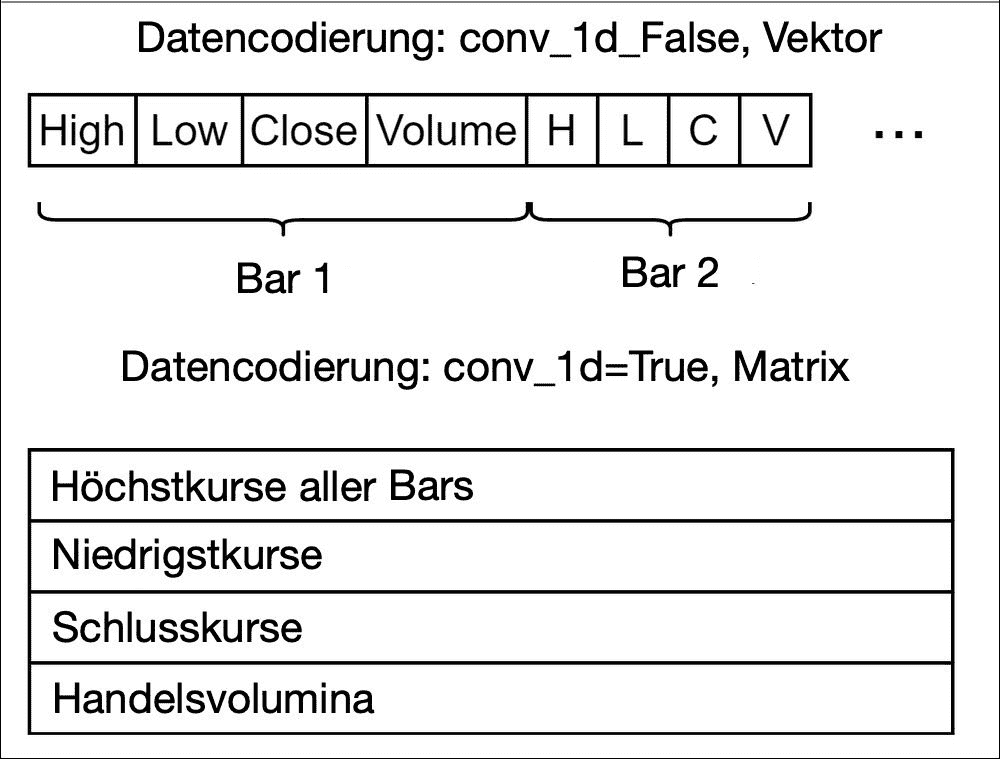 Datencodierung: conv_1d_False, Vektor
High Low Close Volume H L C V ...
Bar 1 Bar 2
Datencodierung: conv_1d=True, Matrix
Höchstkurse aller Bars
Niedrigstkurse
Schlusskurse
Handelsvolumina